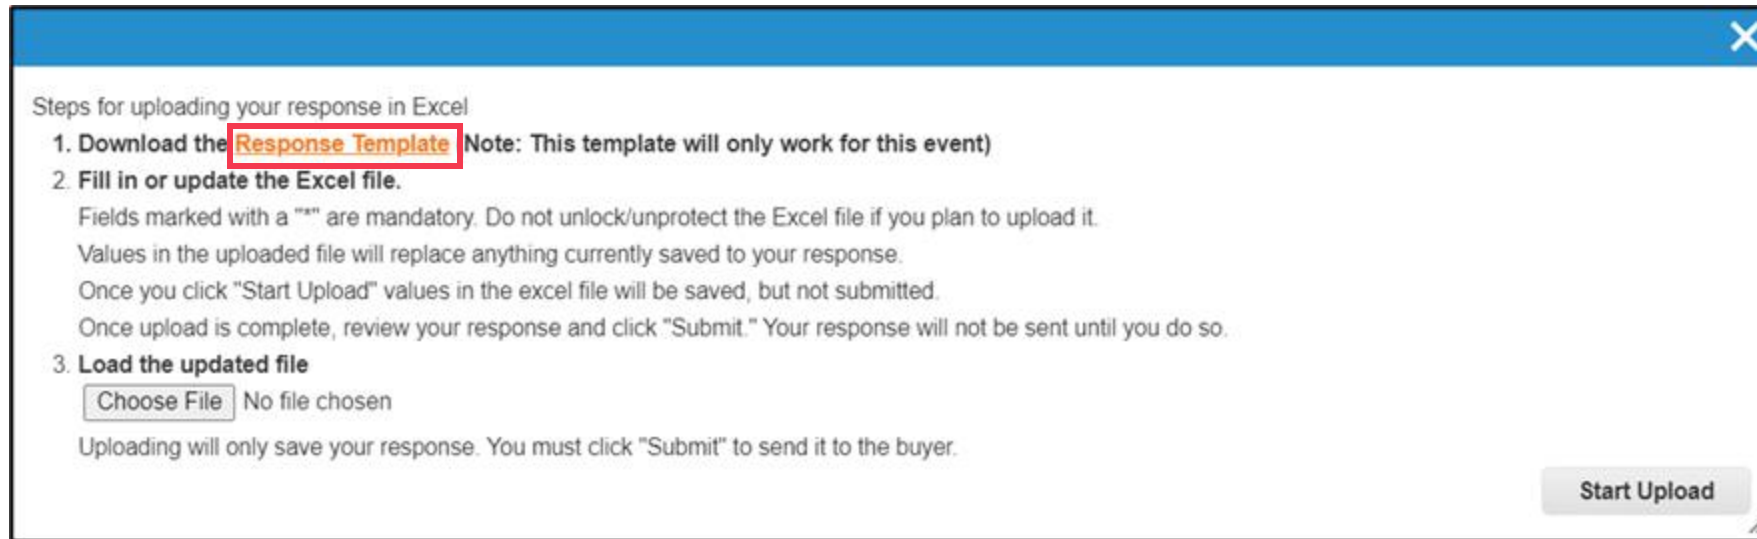 Steps for uploading your response in Excel
1. Download the Response Template Note: This template will only work for this event)
2. Fill in or update the Excel file.
Fields marked with a "*" are mandatory. Do not unlock/unprotect the Excel file if you plan to upload it.
Values in the uploaded file will replace anything currently saved to your response.
Once you click "Start Upload" values in the excel file will be saved, but not submitted.
Once upload is complete, review your response and click "Submit." Your response will not be sent until you do so.
3. Load the updated file
Choose File No file chosen
Uploading will only save your response. You must click "Submit" to send it to the buyer.
Start Upload